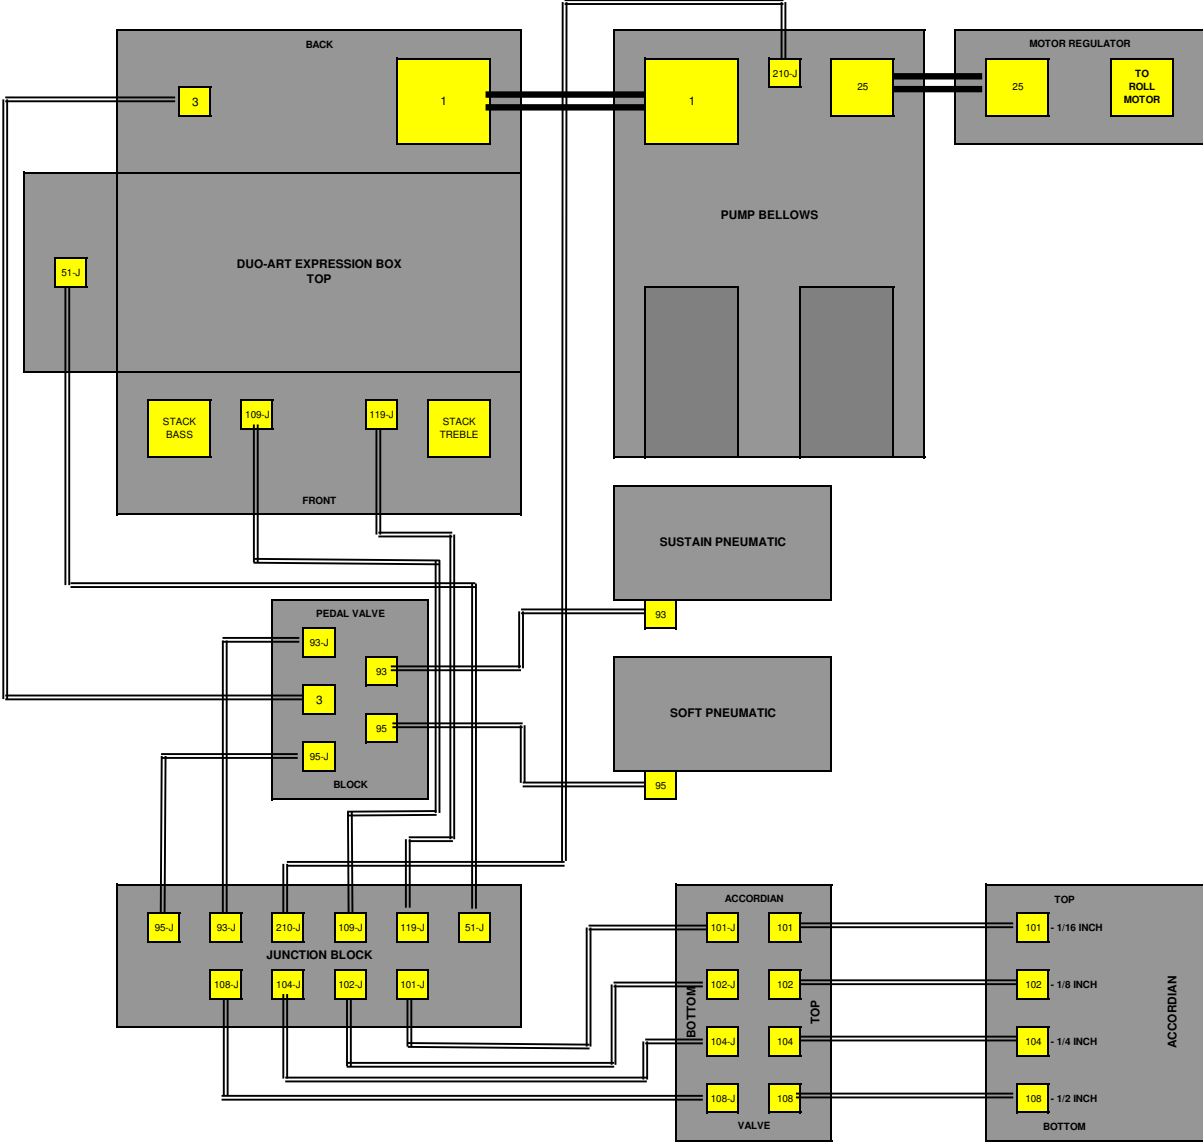 BACK
3
1
51-J
DUO-ART EXPRESSION BOX
TOP
STACK
BASS
109-J
119-J
STACK
TREBLE
FRONT
1
210-J
25
PUMP BELLOWS
MOTOR REGULATOR
25
TO
ROLL
MOTOR
SUSTAIN PNEUMATIC
93
SOFT PNEUMATIC
95
PEDAL VALVE
93-J
93
3
95
95-J
BLOCK
95-J
93-J
210-J
109-J
119-J
51-J
JUNCTION BLOCK
108-J
104-J
102-J
101-J
ACCORDIAN
101-J
101
102-J
102
BOTTOM
TOP
104-J
104
108-J
108
VALVE
TOP
101
- 1/16 INCH
102
- 1/8 INCH
104
- 1/4 INCH
108
- 1/2 INCH
ACCORDIAN
BOTTOM